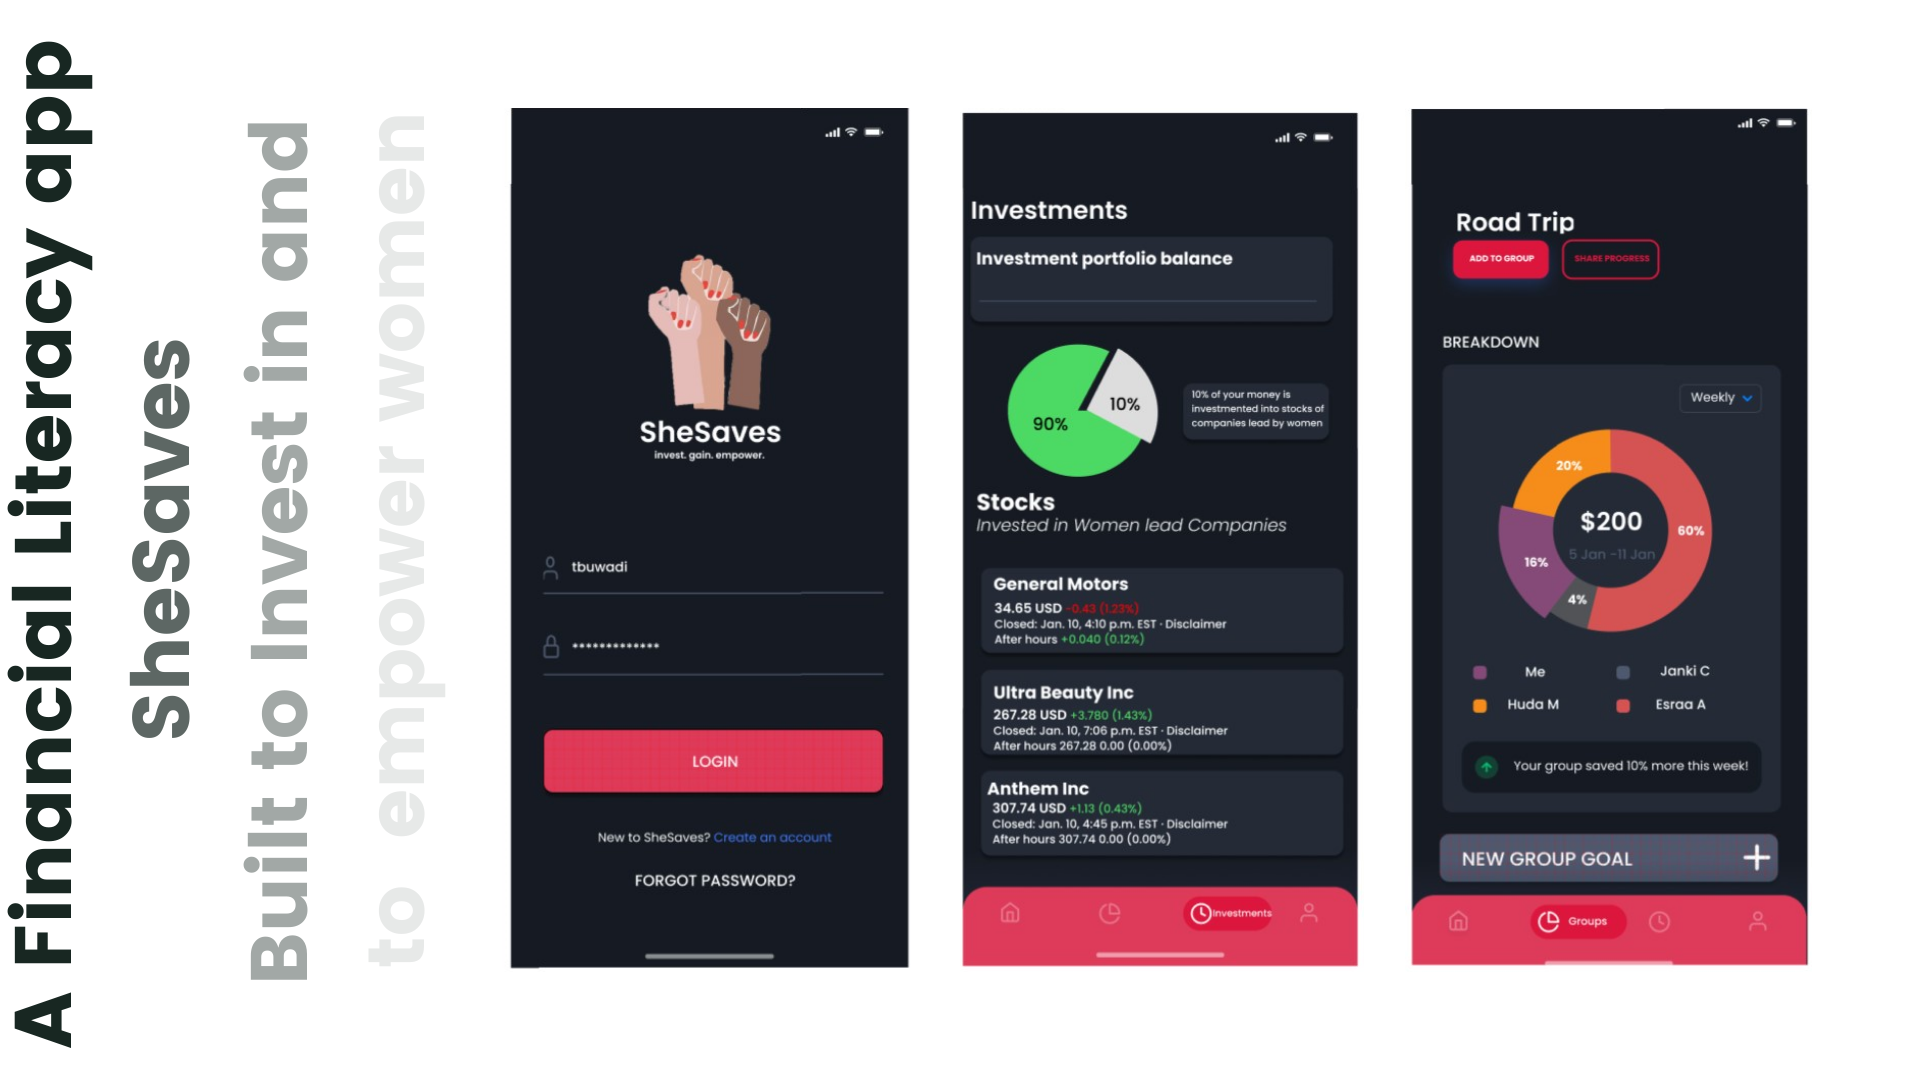 A Financial Literacy app
SheSaves
Built to Invest in and
to empower women
SheSaves
invest. gain. empower.
tbuwadi
*************
LOGIN
New to SheSaves? Create an account
FORGOT PASSWORD?
Investments
Investment portfolio balance
90%
10%
10% of your money is
investmented into stocks of
companies lead by women
Stocks
Invested in Women lead Companies
General Motors
34.65 USD -0.43 (1.23%)
Closed: Jan. 10, 4:10 p.m. EST · Disclaimer
After hours +0.040 (0.12%)
Ultra Beauty Inc
267.28 USD +3.780 (1.43%)
Closed: Jan. 10, 7:06 p.m. EST · Disclaimer
After hours 267.28 0.00 (0.00%)
Anthem Inc
307.74 USD +1.13 (0.43%)
Closed: Jan. 10, 4:45 p.m. EST · Disclaimer
After hours 307.74 0.00 (0.00%)
Investments
Road Trip
ADD TO GROUP
SHARE PROGRESS
BREAKDOWN
Weekly
20%
60%
16%
4%
$200
5 Jan -11 Jan
Me
Janki C
Huda M
Esraa A
Your group saved 10% more this week!
NEW GROUP GOAL
Groups